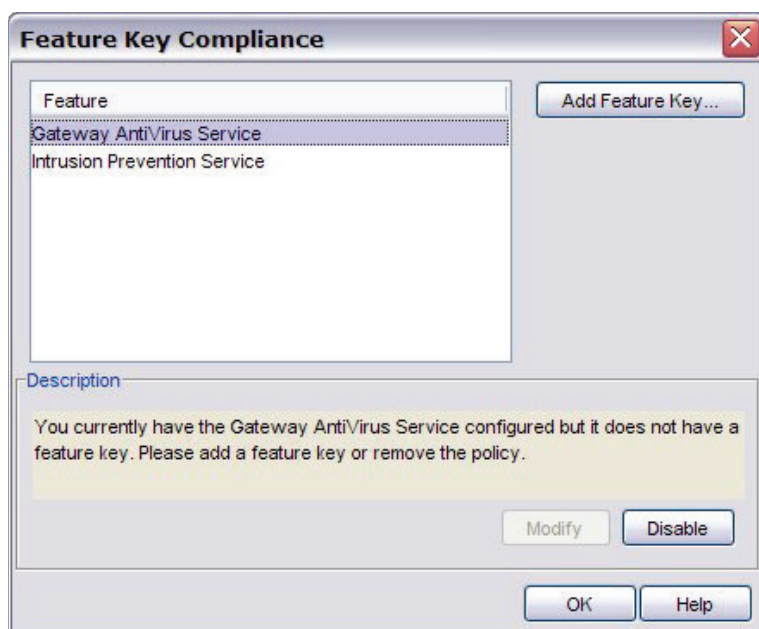 Feature Key Compliance
Feature
Add Feature Key...
Gateway AntiVirus Service
Intrusion Prevention Service
Description
You currently have the Gateway AntiVirus Service configured but it does not have a
feature key. Please add a feature key or remove the policy.
Modify
Disable
OK
Help